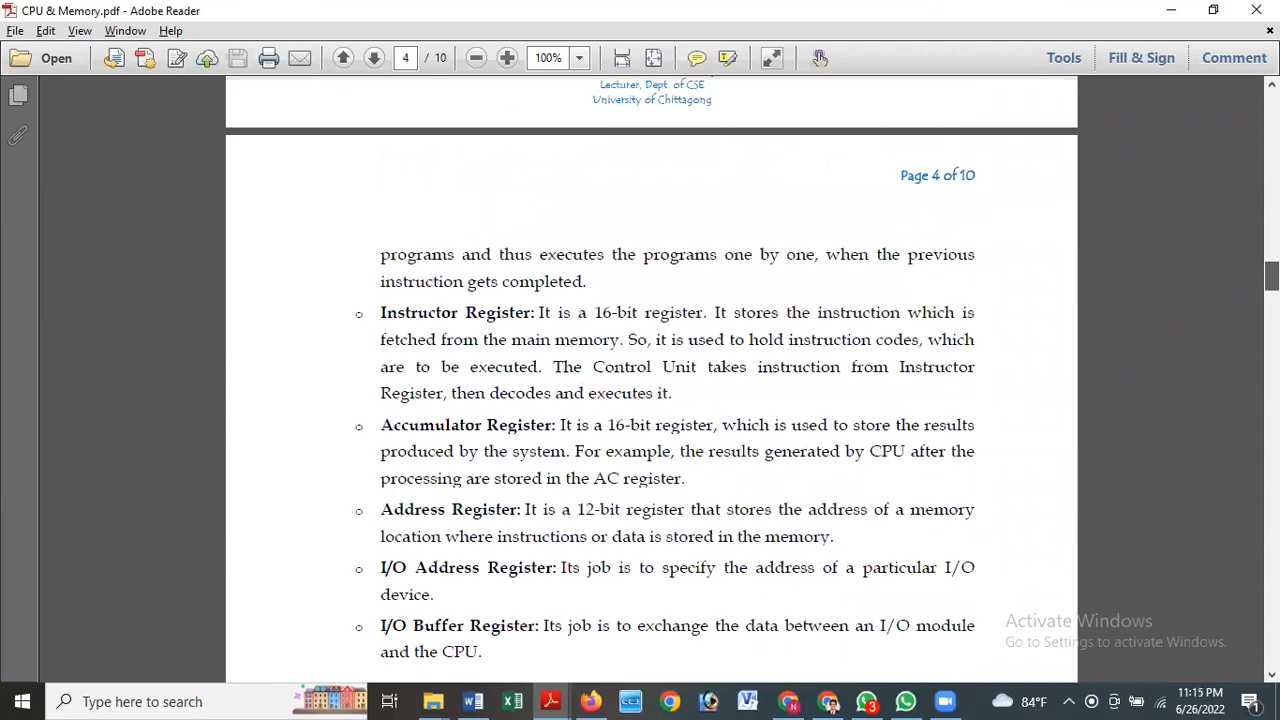 CPU & Memory.pdf - Adobe Reader
File Edit View Window Help
Open 4 / 10 100% Tools Fill & Sign Comment
Lecturer, Dept. of CSE
University of Chittagong
Page 4 of 10
programs and thus executes the programs one by one, when the previous
instruction gets completed.
Instructor Register: It is a 16-bit register. It stores the instruction which is
fetched from the main memory. So, it is used to hold instruction codes, which
are to be executed. The Control Unit takes instruction from Instructor
Register, then decodes and executes it.
Accumulator Register: It is a 16-bit register, which is used to store the results
produced by the system. For example, the results generated by CPU after the
processing are stored in the AC register.
Address Register: It is a 12-bit register that stores the address of a memory
location where instructions or data is stored in the memory.
I/O Address Register: Its job is to specify the address of a particular I/O
device.
I/O Buffer Register: Its job is to exchange the data between an I/O module
and the CPU.
Activate Windows
Go to Settings to activate Windows.
Type here to search
84°F
11:15 PM
6/26/2022